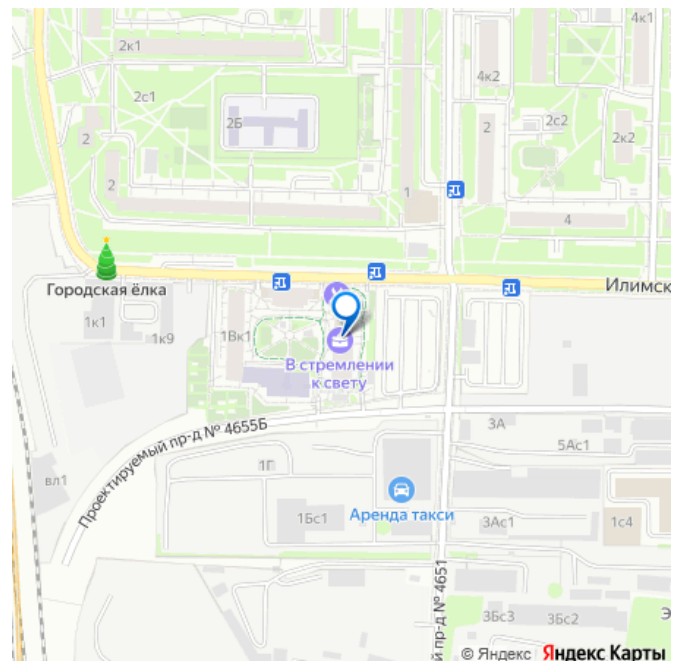 4к1
2к1
4к2
2с1
2Б
2
2
2с2
2к2
2
1
4
Илимск
Городская ёлка
1к1
1к9
1Вк1
В стремлении
к свету
Проектируемый пр-д № 4655Б
3А
5Ас1
вл1
1Г
1Бс1
Аренда такси
3Ас1
1с4
й пр-д № 4651
3Бс3
3Бс2
Э
© Яндекс Яндекс Карты